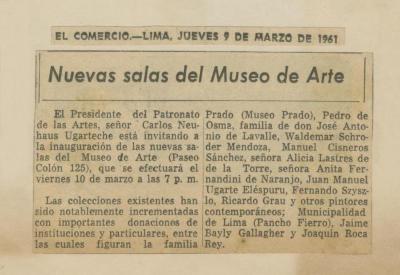 EL COMERCIO.—LIMA, JUEVES 9 DE MARZO DE 1961
Nuevas salas del Museo de Arte
El Presidente del Patronato
de las Artes, señor Carlos Neu-
haus Ugarteche está invitando a
la inauguración de las nuevas sa-
las del Museo de Arte (Paseo
Colón 125), que se efectuará el
viernes 10 de marzo a las 7 p. m.
Las colecciones existentes han
sido notablemente incrementadas
con importantes donaciones de
instituciones y particulares, entre
las cuales figuran la familia
Prado (Museo Prado), Pedro de
Osma, familia de don José Anto-
nio de Lavalle, Waldemar Schro-
der Mendoza, Manuel Cisneros
Sánchez, señora Alicia Lastres de
de la Torre, señora Anita Fer-
nandini de Naranjo, Juan Manuel
Ugarte Eléspuru, Fernando Szysz-
lo, Ricardo Grau y otros pintores
contemporáneos; Municipalidad
de Lima (Pancho Fierro), Jaime
Bayly Gallagher y Joaquín Roca
Rey.